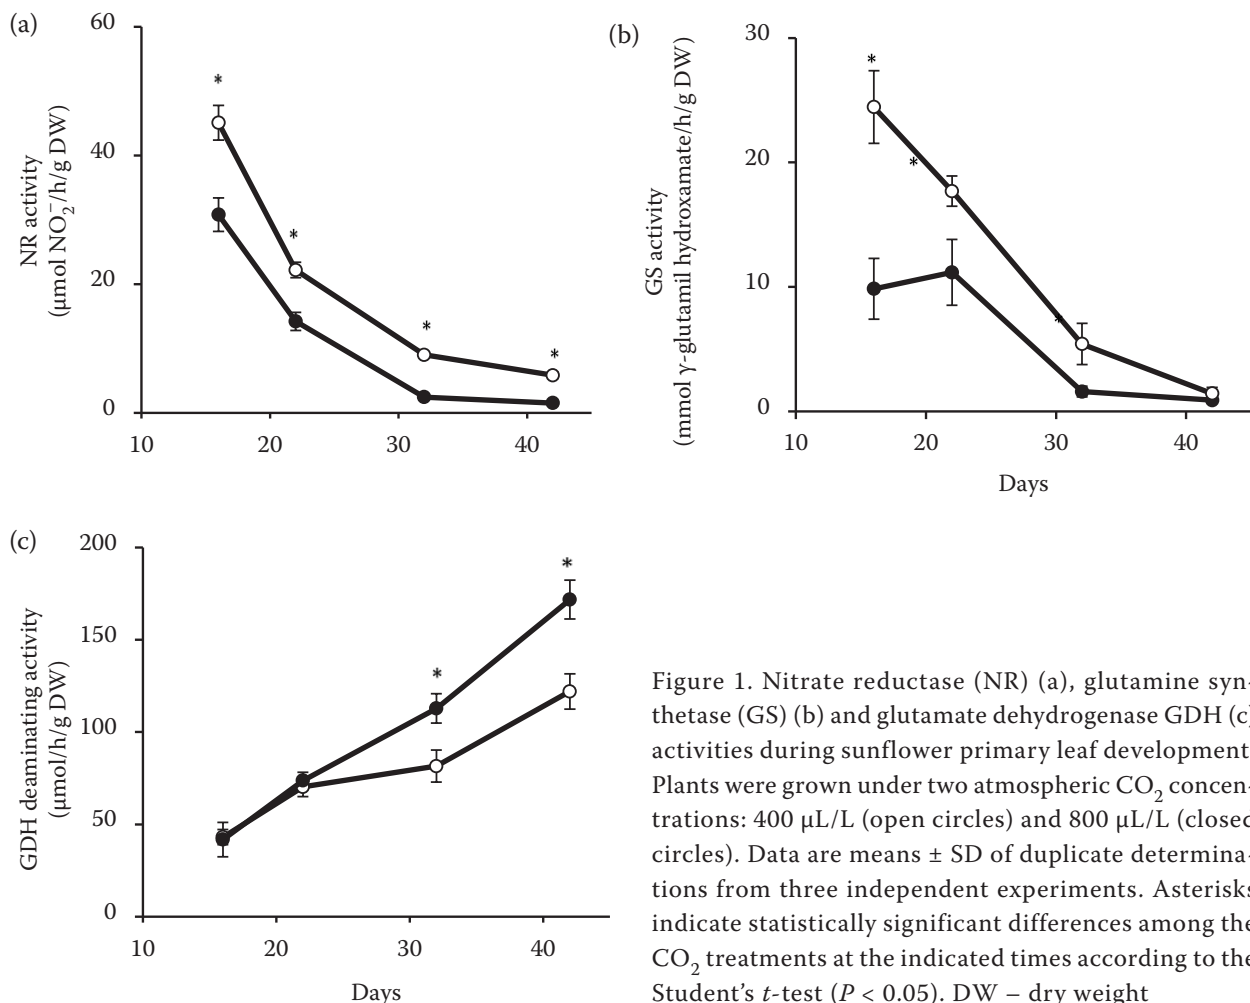 (a)
60
40
20
0
NR activity
(µmol NO₂⁻/h/g DW)
*
*
*
*
10 20 30 40
(b)
30
20
10
0
GS activity
(mmol γ-glutamil hydroxamate/h/g DW)
*
*
*
10 20 30 40
Days
(c)
200
150
100
50
0
GDH deaminating activity
(µmol/h/g DW)
*
*
10 20 30 40
Days
Figure 1. Nitrate reductase (NR) (a), glutamine syn-
thetase (GS) (b) and glutamate dehydrogenase GDH (c)
activities during sunflower primary leaf development
Plants were grown under two atmospheric CO₂ concen-
trations: 400 µL/L (open circles) and 800 µL/L (closed
circles). Data are means ± SD of duplicate determina-
tions from three independent experiments. Asterisks
indicate statistically significant differences among the
CO₂ treatments at the indicated times according to the
Student's t-test (P < 0.05). DW – dry weight